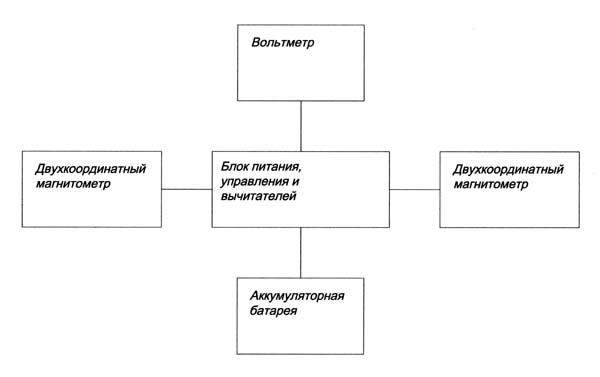 Вольтметр
Двухкоординатный
магнитометр
Блок питания,
управления и
вычитателей
Двухкоординатный
магнитометр
Аккумуляторная
батарея